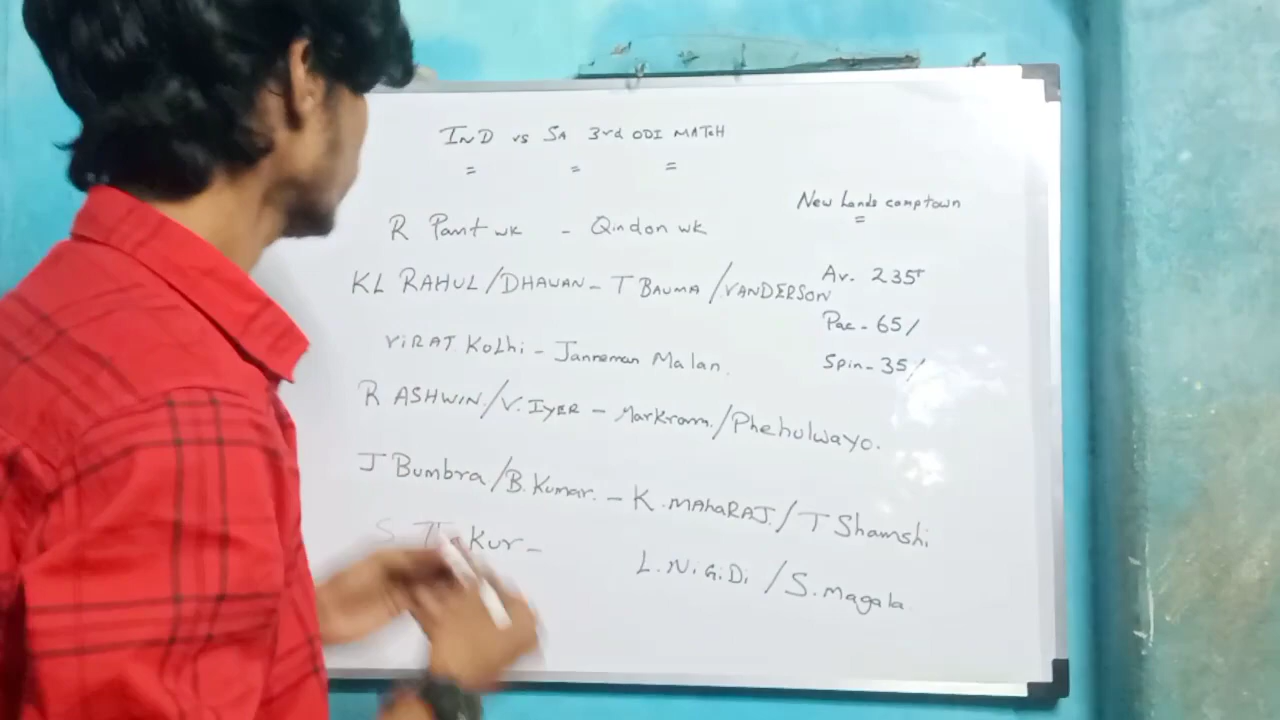 IND vs SA 3rd ODI MATCH
= = =
New Lands camptown
=
R Pant wk - Qindon wk
KL RAHUL / DHAWAN - T BAUMA / VANDERSON
Av. 235+
Pac - 65/
VIRAT Kolhi - Janneman Malan.
Spin - 35/
R ASHWIN / V. IYER - Markram. / Phehulwayo.
J Bumbra / B. Kumar. - K. MAHARAJ. / T Shamshi
S Kur -
L. N. Gi. Di / S. Magala